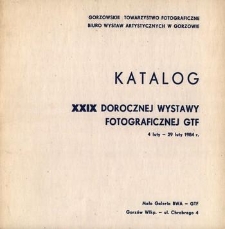 GORZOWSKIE TOWARZYSTWO FOTOGRAFICZNE
BIURO WYSTAW ARTYSTYCZNYCH W GORZOWIE
KATALOG
XXIX DOROCZNEJ WYSTAWY
FOTOGRAFICZNEJ GTF
4 luty – 29 luty 1984 r.
Mała Galeria BWA – GTF
Gorzów Wlkp. – ul. Chrobrego 4